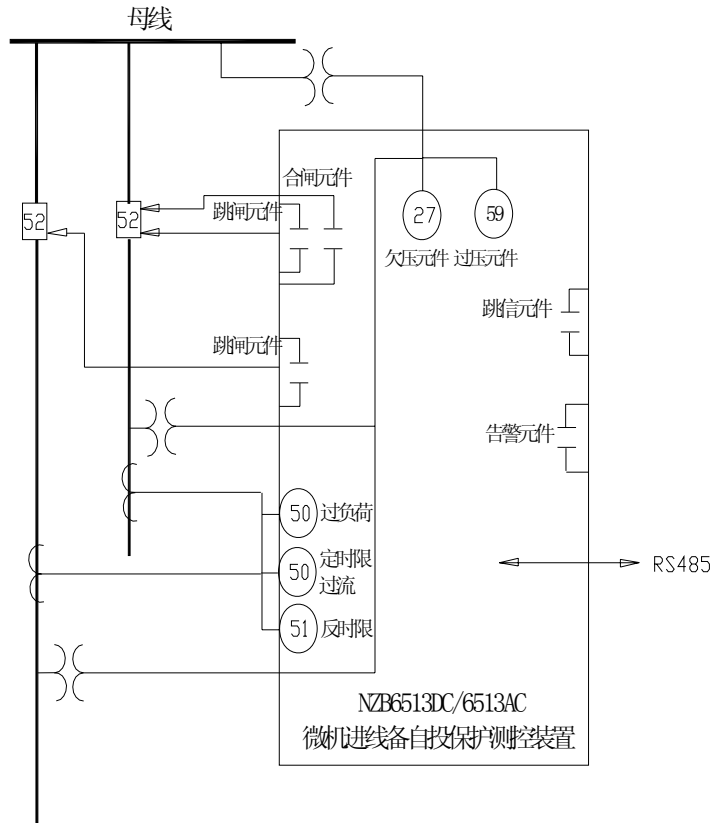 母线
合闸元件
52
52
跳闸元件
27
59
欠压元件 过压元件
跳信元件
跳闸元件
告警元件
50 过负荷
50 定时限
过流
RS485
51 反时限
NZB6513DC/6513AC
微机进线备自投保护测控装置